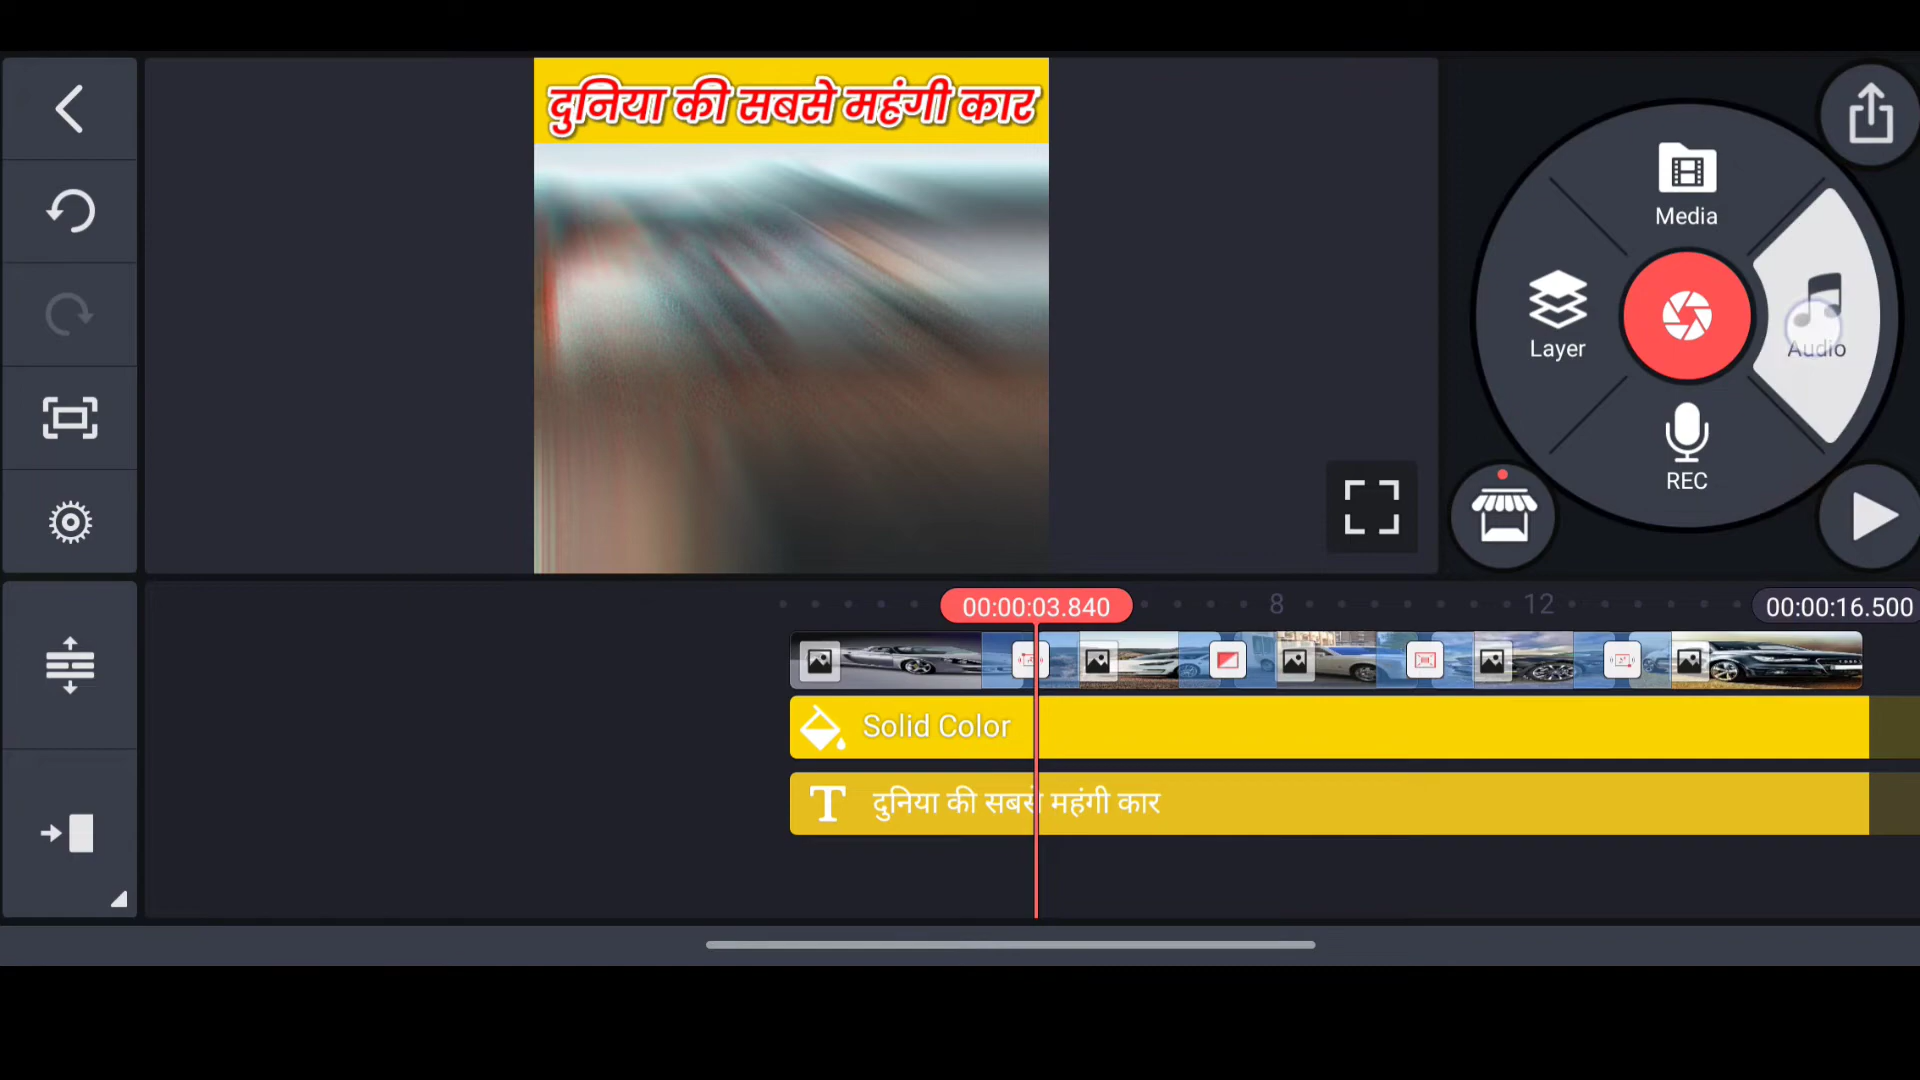 दुनिया की सबसे महंगी कार
Media
Layer
Audio
REC
00:00:03.840
8
12
00:00:16.500
Solid Color
T दुनिया की सबसे महंगी कार